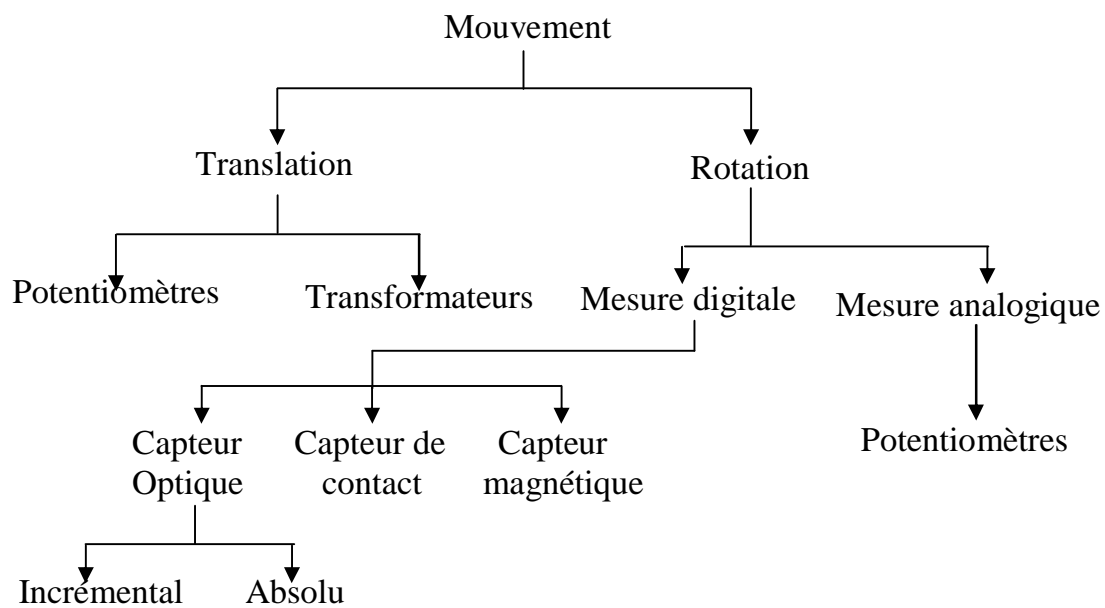 Mouvement
Translation
Rotation
Potentiomètres
Transformateurs
Mesure digitale
Mesure analogique
Capteur
Optique
Capteur de
contact
Capteur
magnétique
Potentiomètres
Incrémental
Absolu